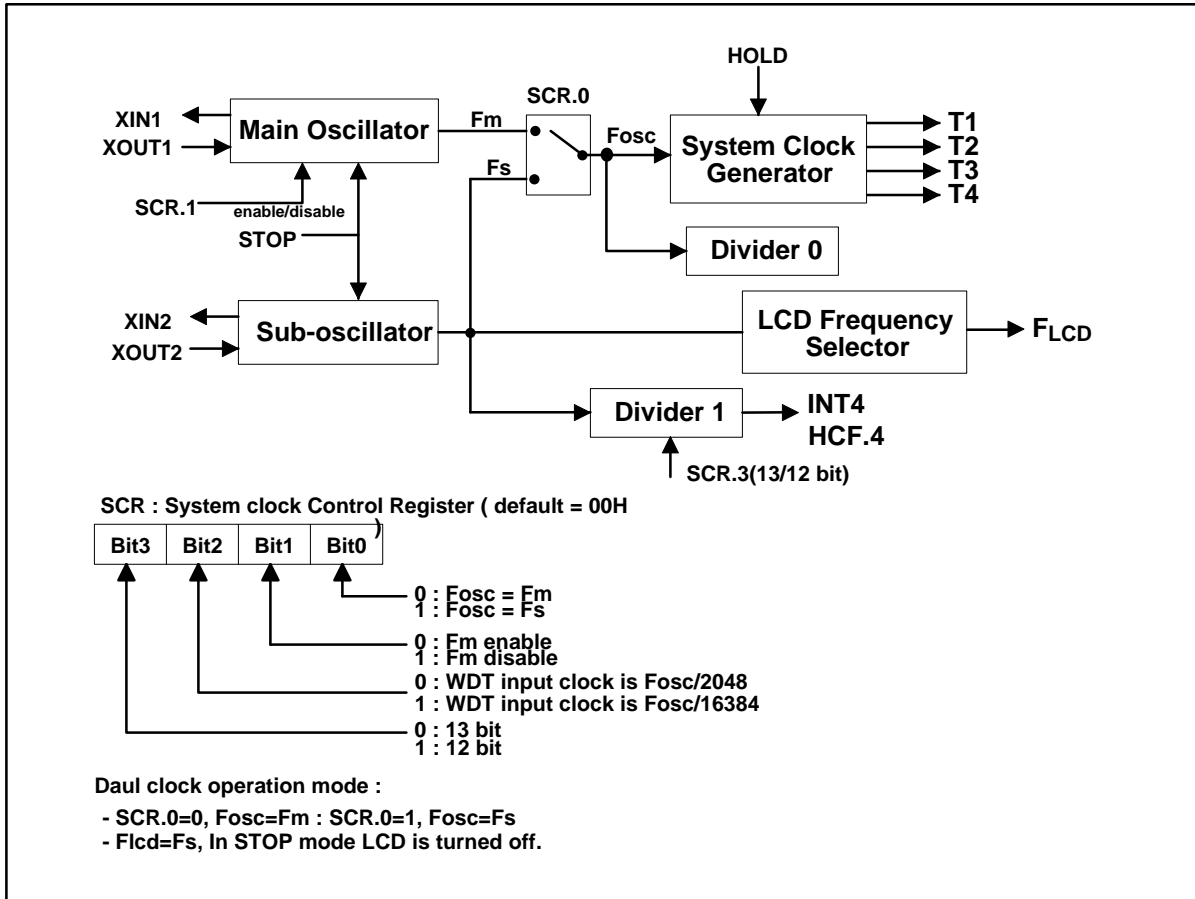 HOLD
SCR.0
XIN1
XOUT1
Main Oscillator
Fm
Fosc
System Clock
Generator
T1
T2
T3
T4
Fs
SCR.1
enable/disable
STOP
Divider 0
XIN2
XOUT2
Sub-oscillator
LCD Frequency
Selector
FLCD
Divider 1
INT4
HCF.4
SCR.3(13/12 bit)
SCR : System clock Control Register ( default = 00H
)
Bit3 Bit2 Bit1 Bit0
0 : Fosc = Fm
1 : Fosc = Fs
0 : Fm enable
1 : Fm disable
0 : WDT input clock is Fosc/2048
1 : WDT input clock is Fosc/16384
0 : 13 bit
1 : 12 bit
Daul clock operation mode :
- SCR.0=0, Fosc=Fm : SCR.0=1, Fosc=Fs
- Flcd=Fs, In STOP mode LCD is turned off.